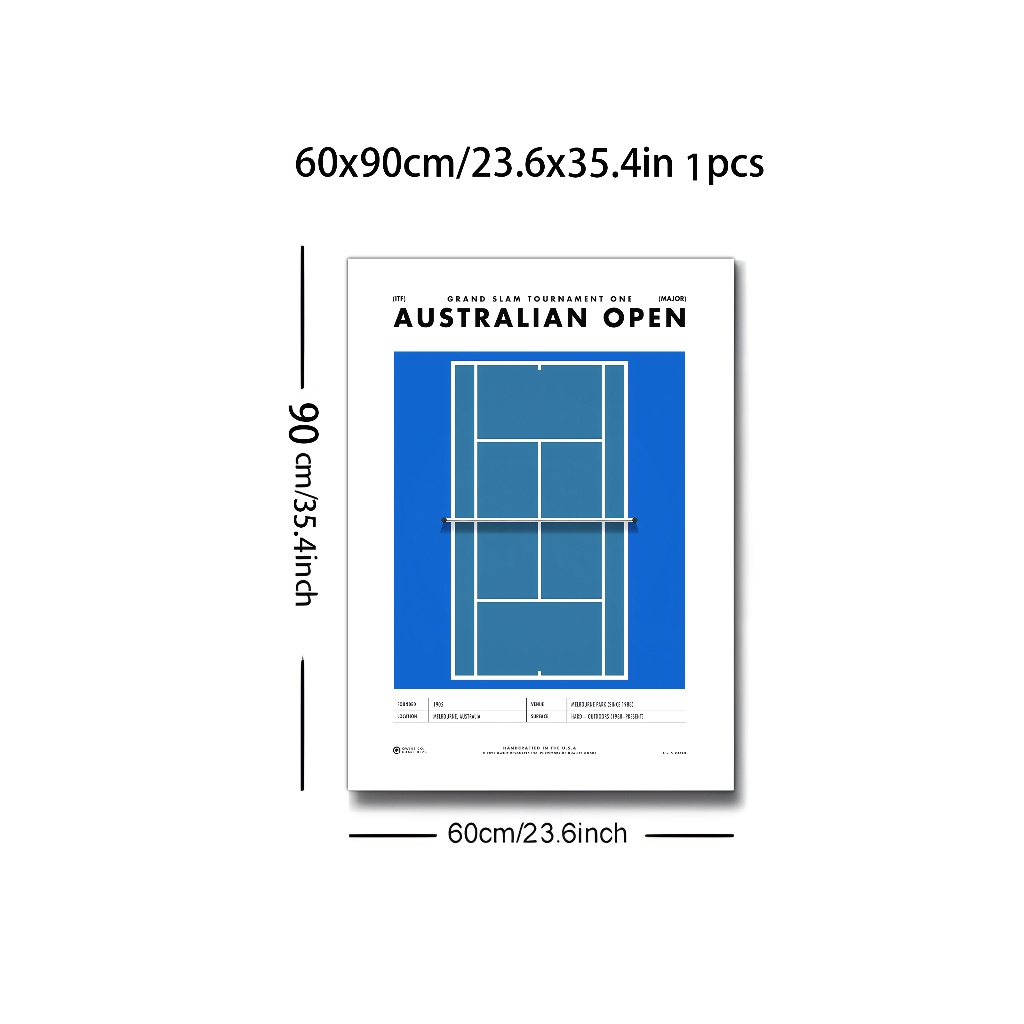 60x90cm/23.6x35.4in 1pcs
(ITF) GRAND SLAM TOURNAMENT ONE (MAJOR)
AUSTRALIAN OPEN
90 cm/35.4inch
FOUNDED 1905 VENUE MELBOURNE PARK (SINCE 1988)
LOCATION MELBOURNE, AUSTRALIA SURFACE HARD - OUTDOORS (1988-PRESENT)
HANDCRAFTED IN THE U.S.A
60cm/23.6inch